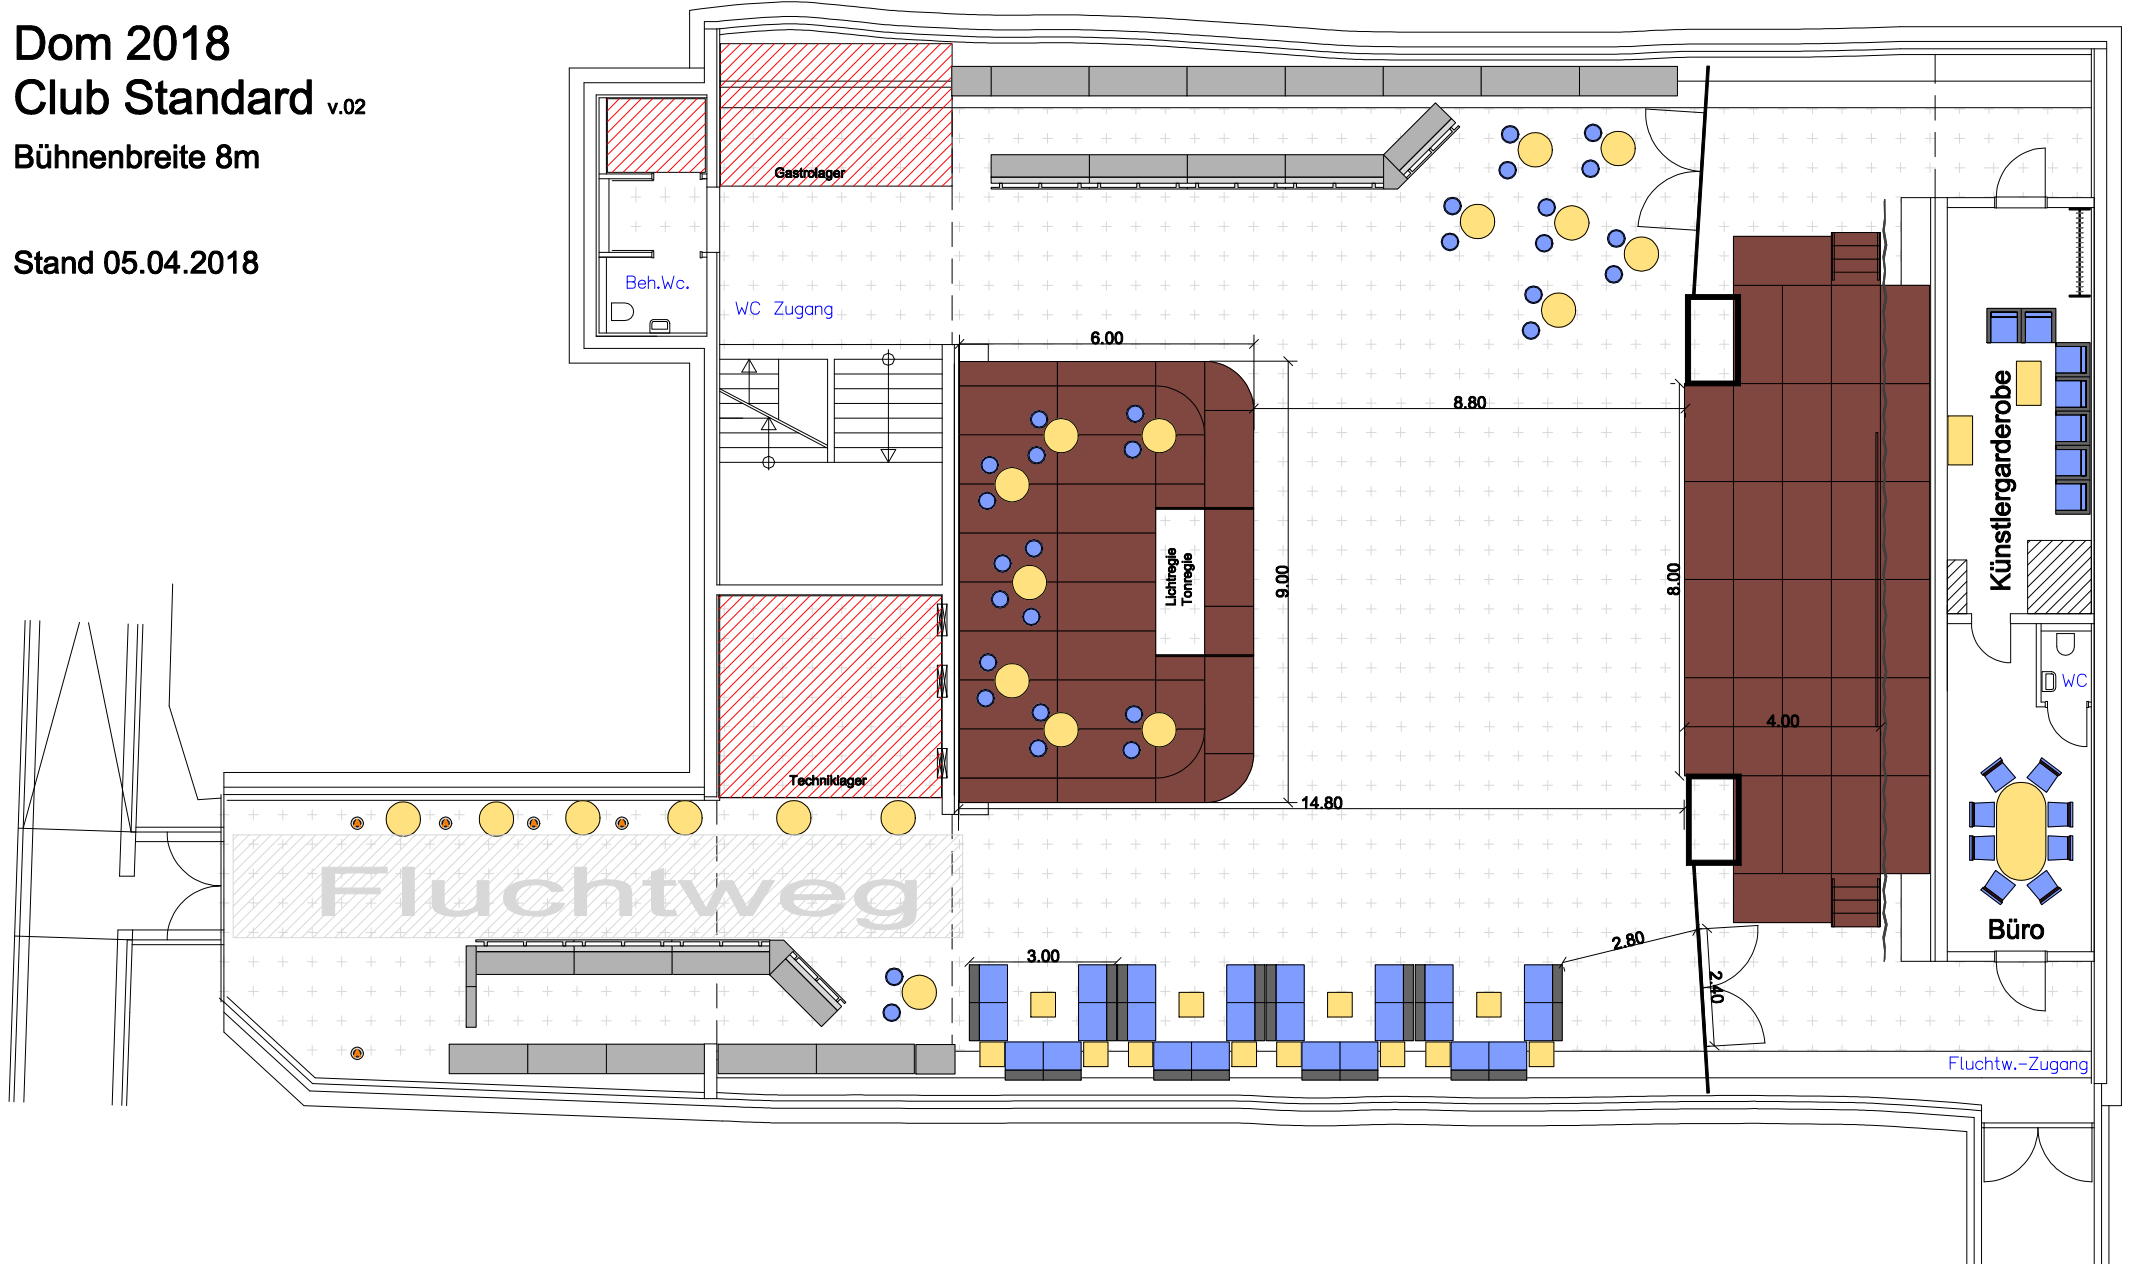 Dom 2018
Club Standard v.02
Bühnenbreite 8m
Stand 05.04.2018
Gastrolager
Beh.Wc.
WC Zugang
6.00
8.80
9.00
8.00
Lichtregie
Tonregie
Künstlergarderobe
WC
4.00
Techniklager
14.80
Fluchtweg
Büro
2.80
3.00
2.40
Fluchtw.-Zugang